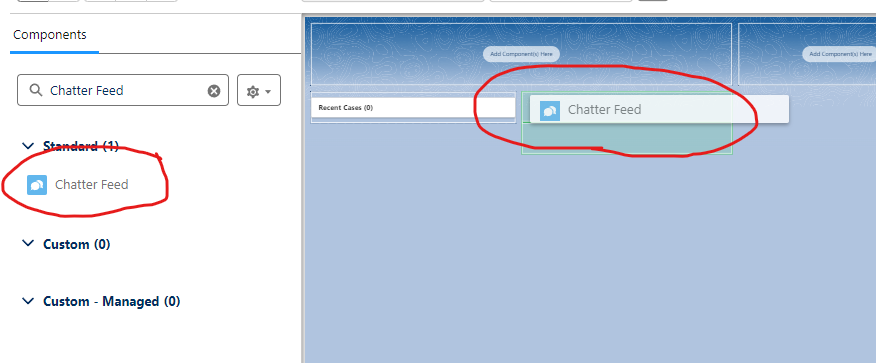 Components
Chatter Feed
Standard (1)
Chatter Feed
Custom (0)
Custom - Managed (0)
Add Component(s) Here
Add Component(s) Here
Recent Cases (0)
Chatter Feed